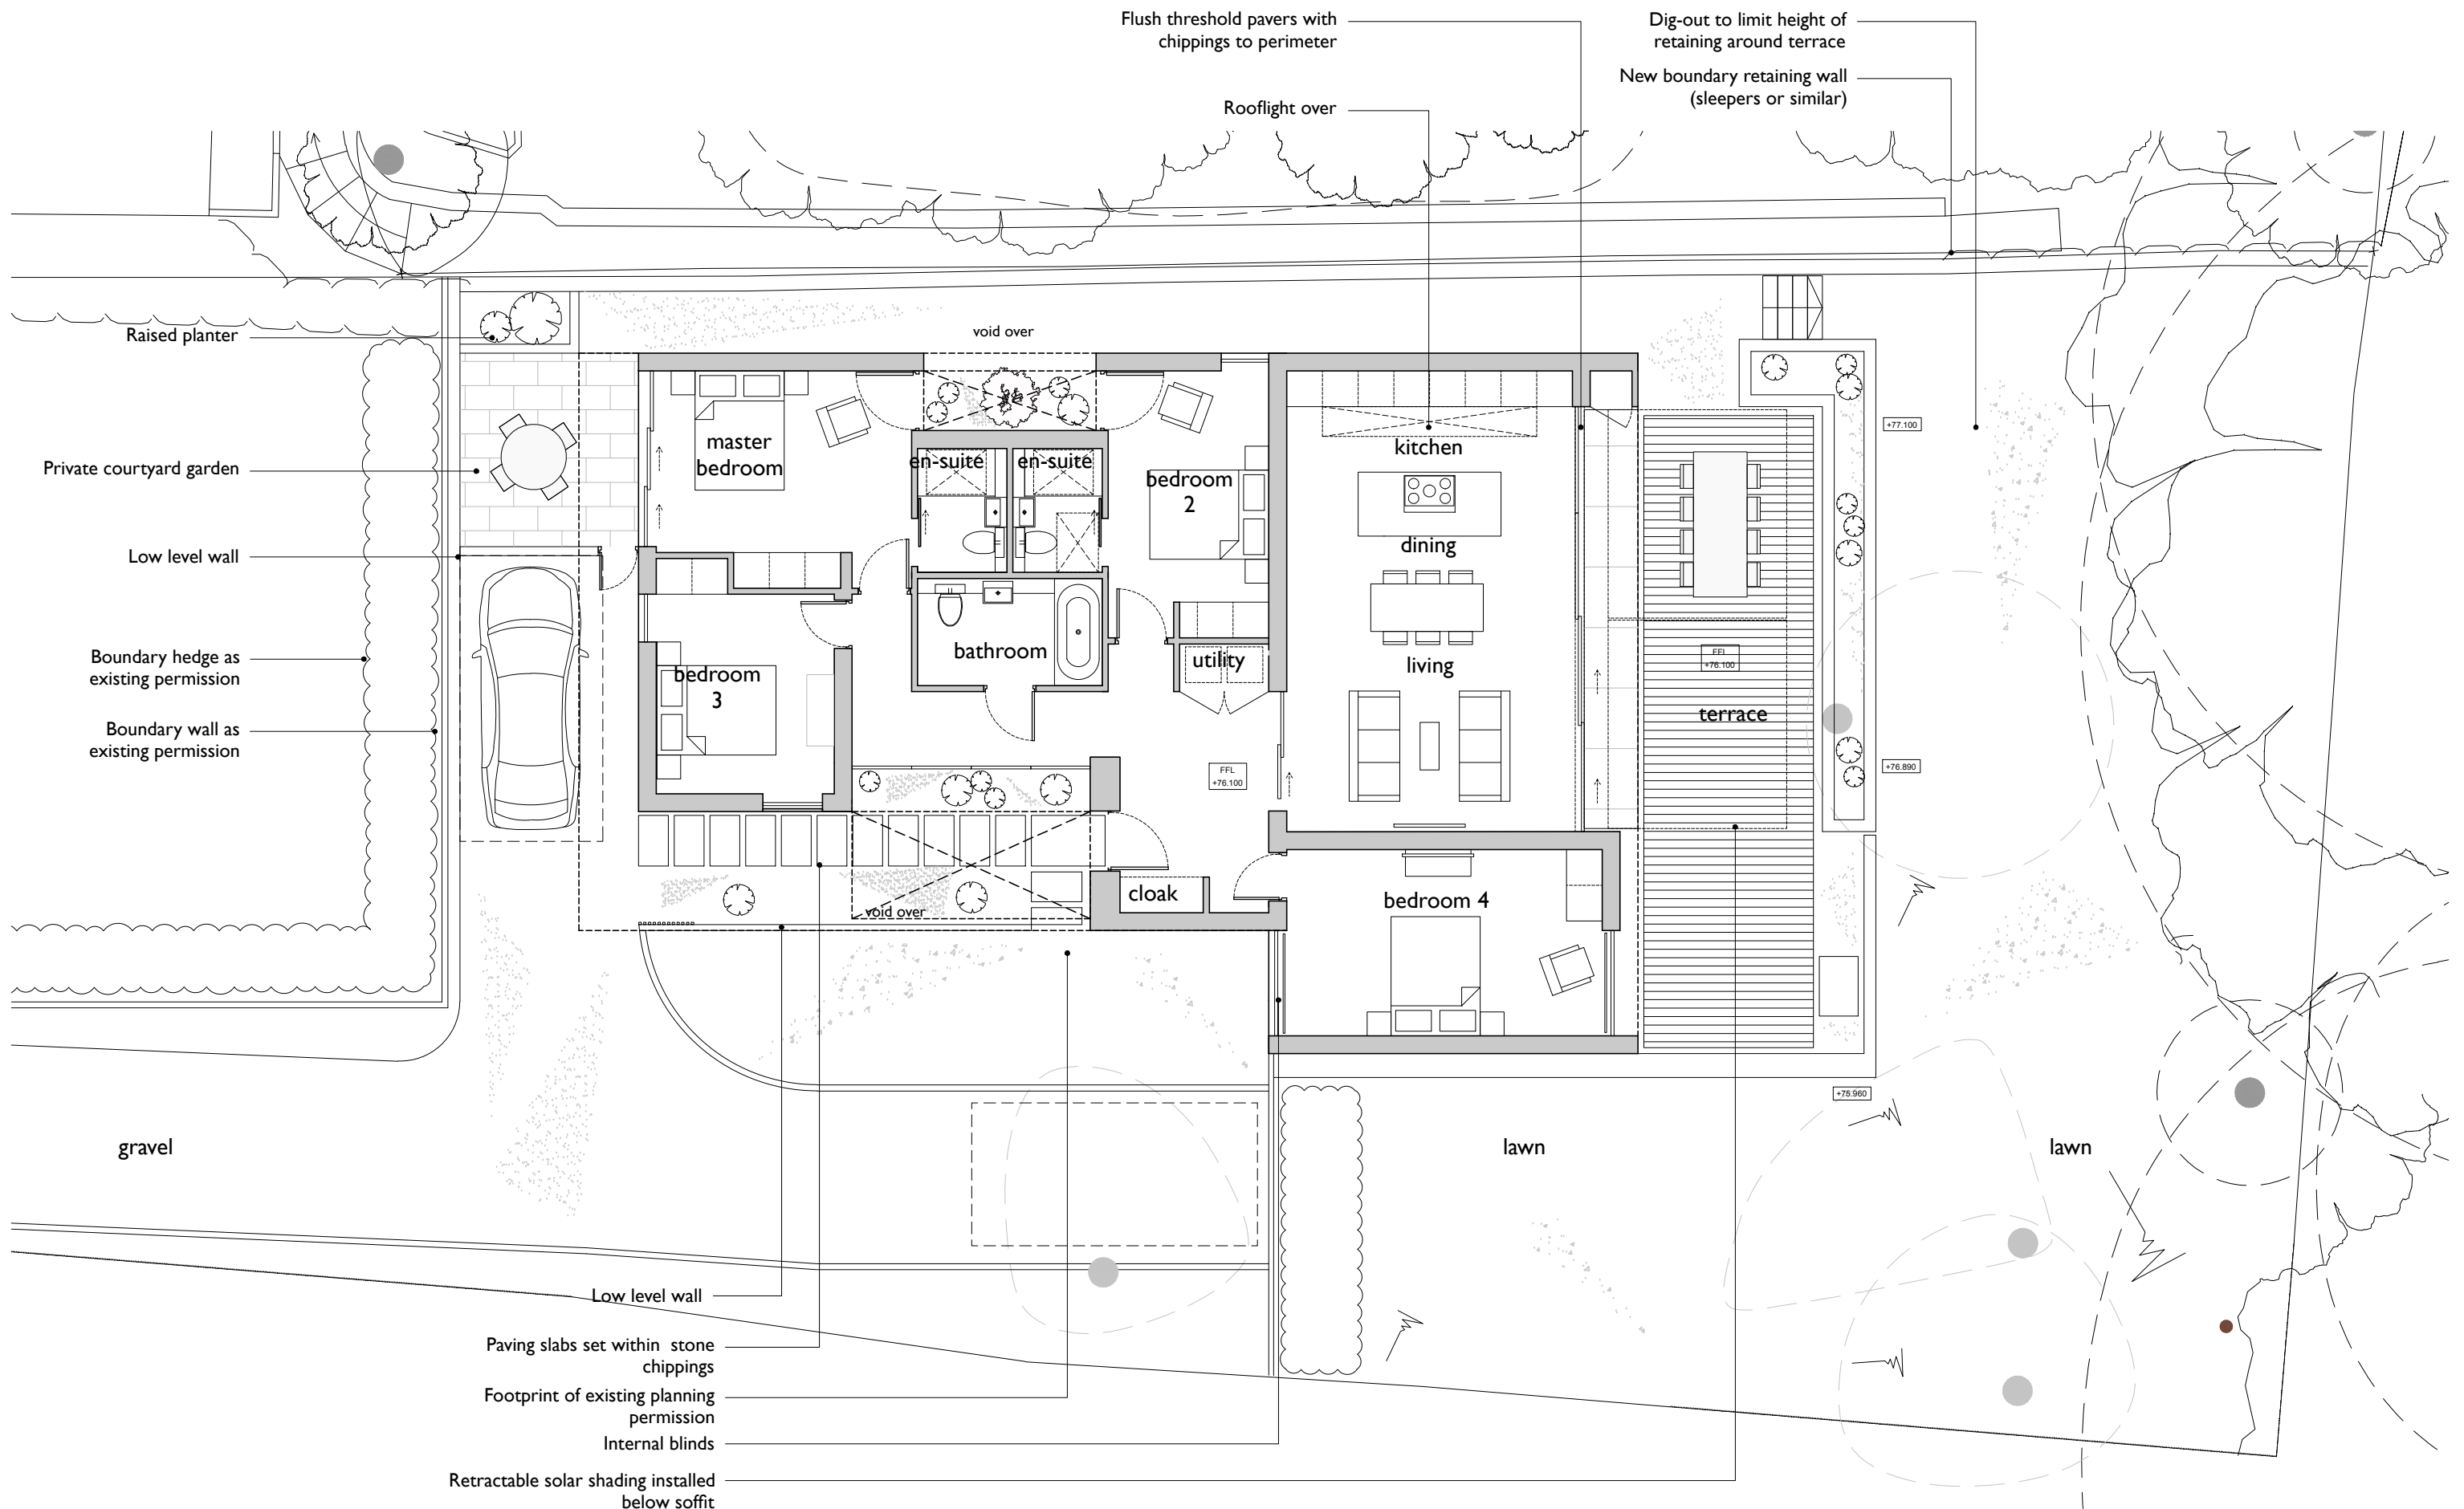 Flush threshold pavers with
chippings to perimeter
Dig-out to limit height of
retaining around terrace
New boundary retaining wall
(sleepers or similar)
Rooflight over
Raised planter
void over
Private courtyard garden
Low level wall
Boundary hedge as
existing permission
Boundary wall as
existing permission
master
bedroom
en-suite
en-suite
bedroom
2
kitchen
dining
living
bathroom
utility
bedroom
3
terrace
FFL
+76.100
FFL
+76.100
+77.100
+76.890
+75.960
cloak
void over
bedroom 4
gravel
lawn
lawn
Low level wall
Paving slabs set within stone
chippings
Footprint of existing planning
permission
Internal blinds
Retractable solar shading installed
below soffit